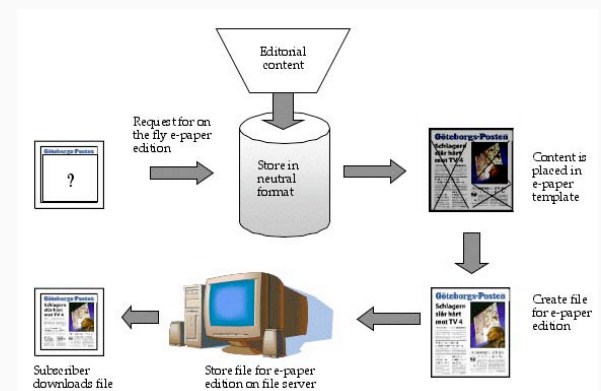 Editorial
content
Request for on
the fly e-paper
edition
Göteborgs-Posten
?
Store in
neutral
format
Göteborgs-Posten
Schlagern
slår hårt
mot TV 4
Content is
placed in
e-paper
template
Göteborgs-Posten
Schlagern
slår hårt
mot TV 4
Subscriber
downloads file
Store file for e-paper
edition on file server
Göteborgs-Posten
Schlagern
slår hårt
mot TV 4
Create file
for e-paper
edition